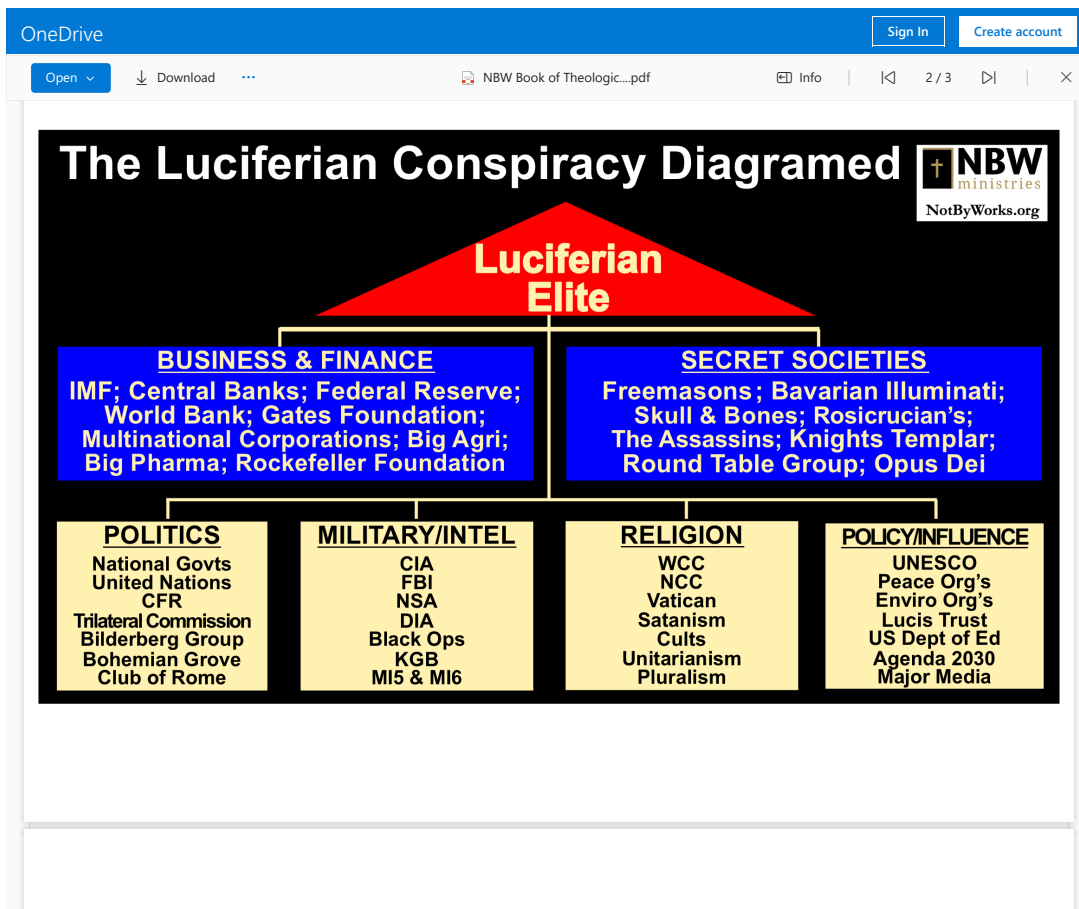 OneDrive
Sign In
Create account
Open
Download
...
NBW Book of Theologic....pdf
Info
2 / 3
The Luciferian Conspiracy Diagramed
NBW
ministries
NotByWorks.org
Luciferian
Elite
BUSINESS & FINANCE
IMF; Central Banks; Federal Reserve;
World Bank; Gates Foundation;
Multinational Corporations; Big Agri;
Big Pharma; Rockefeller Foundation
SECRET SOCIETIES
Freemasons; Bavarian Illuminati;
Skull & Bones; Rosicrucian's;
The Assassins; Knights Templar;
Round Table Group; Opus Dei
POLITICS
National Govts
United Nations
CFR
Trilateral Commission
Bilderberg Group
Bohemian Grove
Club of Rome
MILITARY/INTEL
CIA
FBI
NSA
DIA
Black Ops
KGB
MI5 & MI6
RELIGION
WCC
NCC
Vatican
Satanism
Cults
Unitarianism
Pluralism
POLICY/INFLUENCE
UNESCO
Peace Org's
Enviro Org's
Lucis Trust
US Dept of Ed
Agenda 2030
Major Media